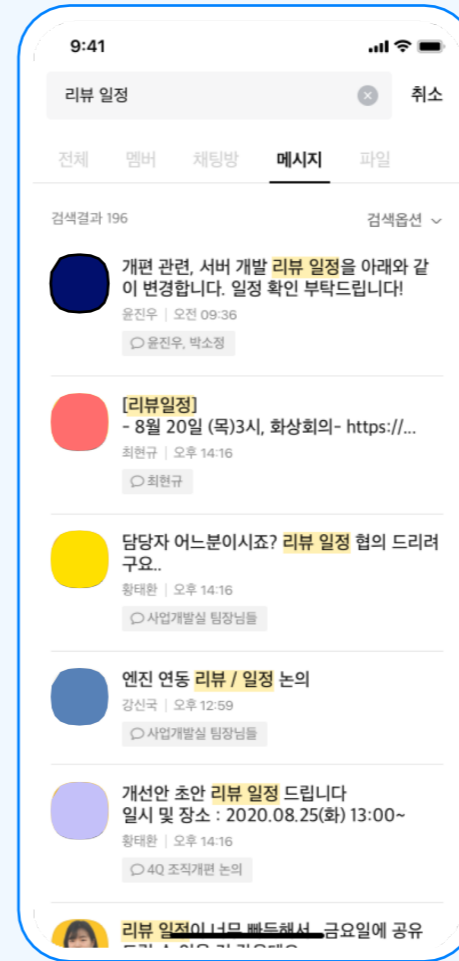 9:41
리뷰 일정
취소
전체 멤버 채팅방 메시지 파일
검색결과 196
검색옵션
개편 관련, 서버 개발 리뷰 일정을 아래와 같
이 변경합니다. 일정 확인 부탁드립니다!
윤진우 | 오전 09:36
윤진우, 박소정
[리뷰일정]
- 8월 20일 (목)3시, 화상회의- https://...
최현규 | 오후 14:16
최현규
담당자 어느분이시죠? 리뷰 일정 협의 드리려
구요..
황태환 | 오후 14:16
사업개발실 팀장님들
엔진 연동 리뷰 / 일정 논의
강신국 | 오후 12:59
사업개발실 팀장님들
개선안 초안 리뷰 일정 드립니다
일시 및 장소 : 2020.08.25(화) 13:00~
황태환 | 오후 14:16
4Q 조직개편 논의
리뷰 일정이 너무 빠듯해서 금요일에 공유